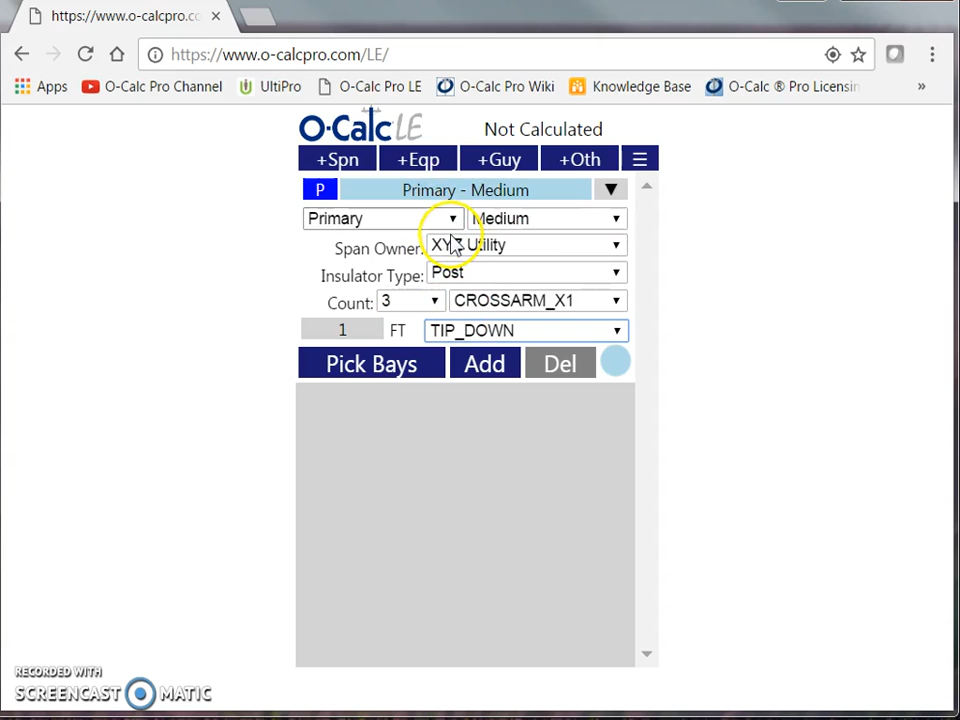 https://www.o-calcpro.co
https://www.o-calcpro.com/LE/
Apps O-Calc Pro Channel UltiPro O-Calc Pro LE O-Calc Pro Wiki Knowledge Base O-Calc ® Pro Licensin »
O-Calc LE Not Calculated
+Spn +Eqp +Guy +Oth
P Primary - Medium
Primary Medium
Span Owner: XYZ Utility
Insulator Type: Post
Count: 3 CROSSARM_X1
1 FT TIP_DOWN
Pick Bays Add Del
RECORDED WITH
SCREENCAST MATIC